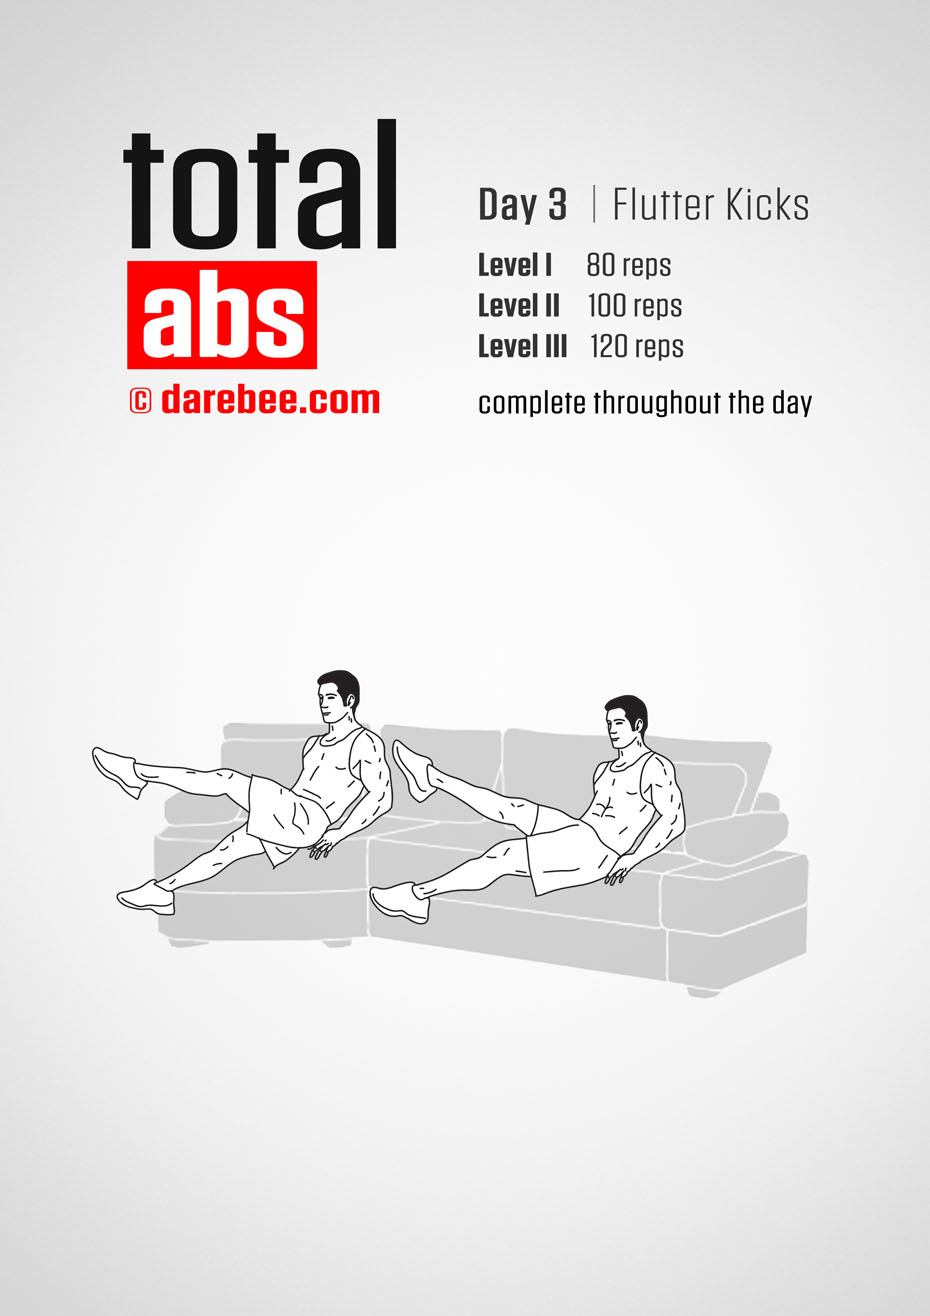 total
abs
© darebee.com
Day 3 | Flutter Kicks
Level I 80 reps
Level II 100 reps
Level III 120 reps
complete throughout the day